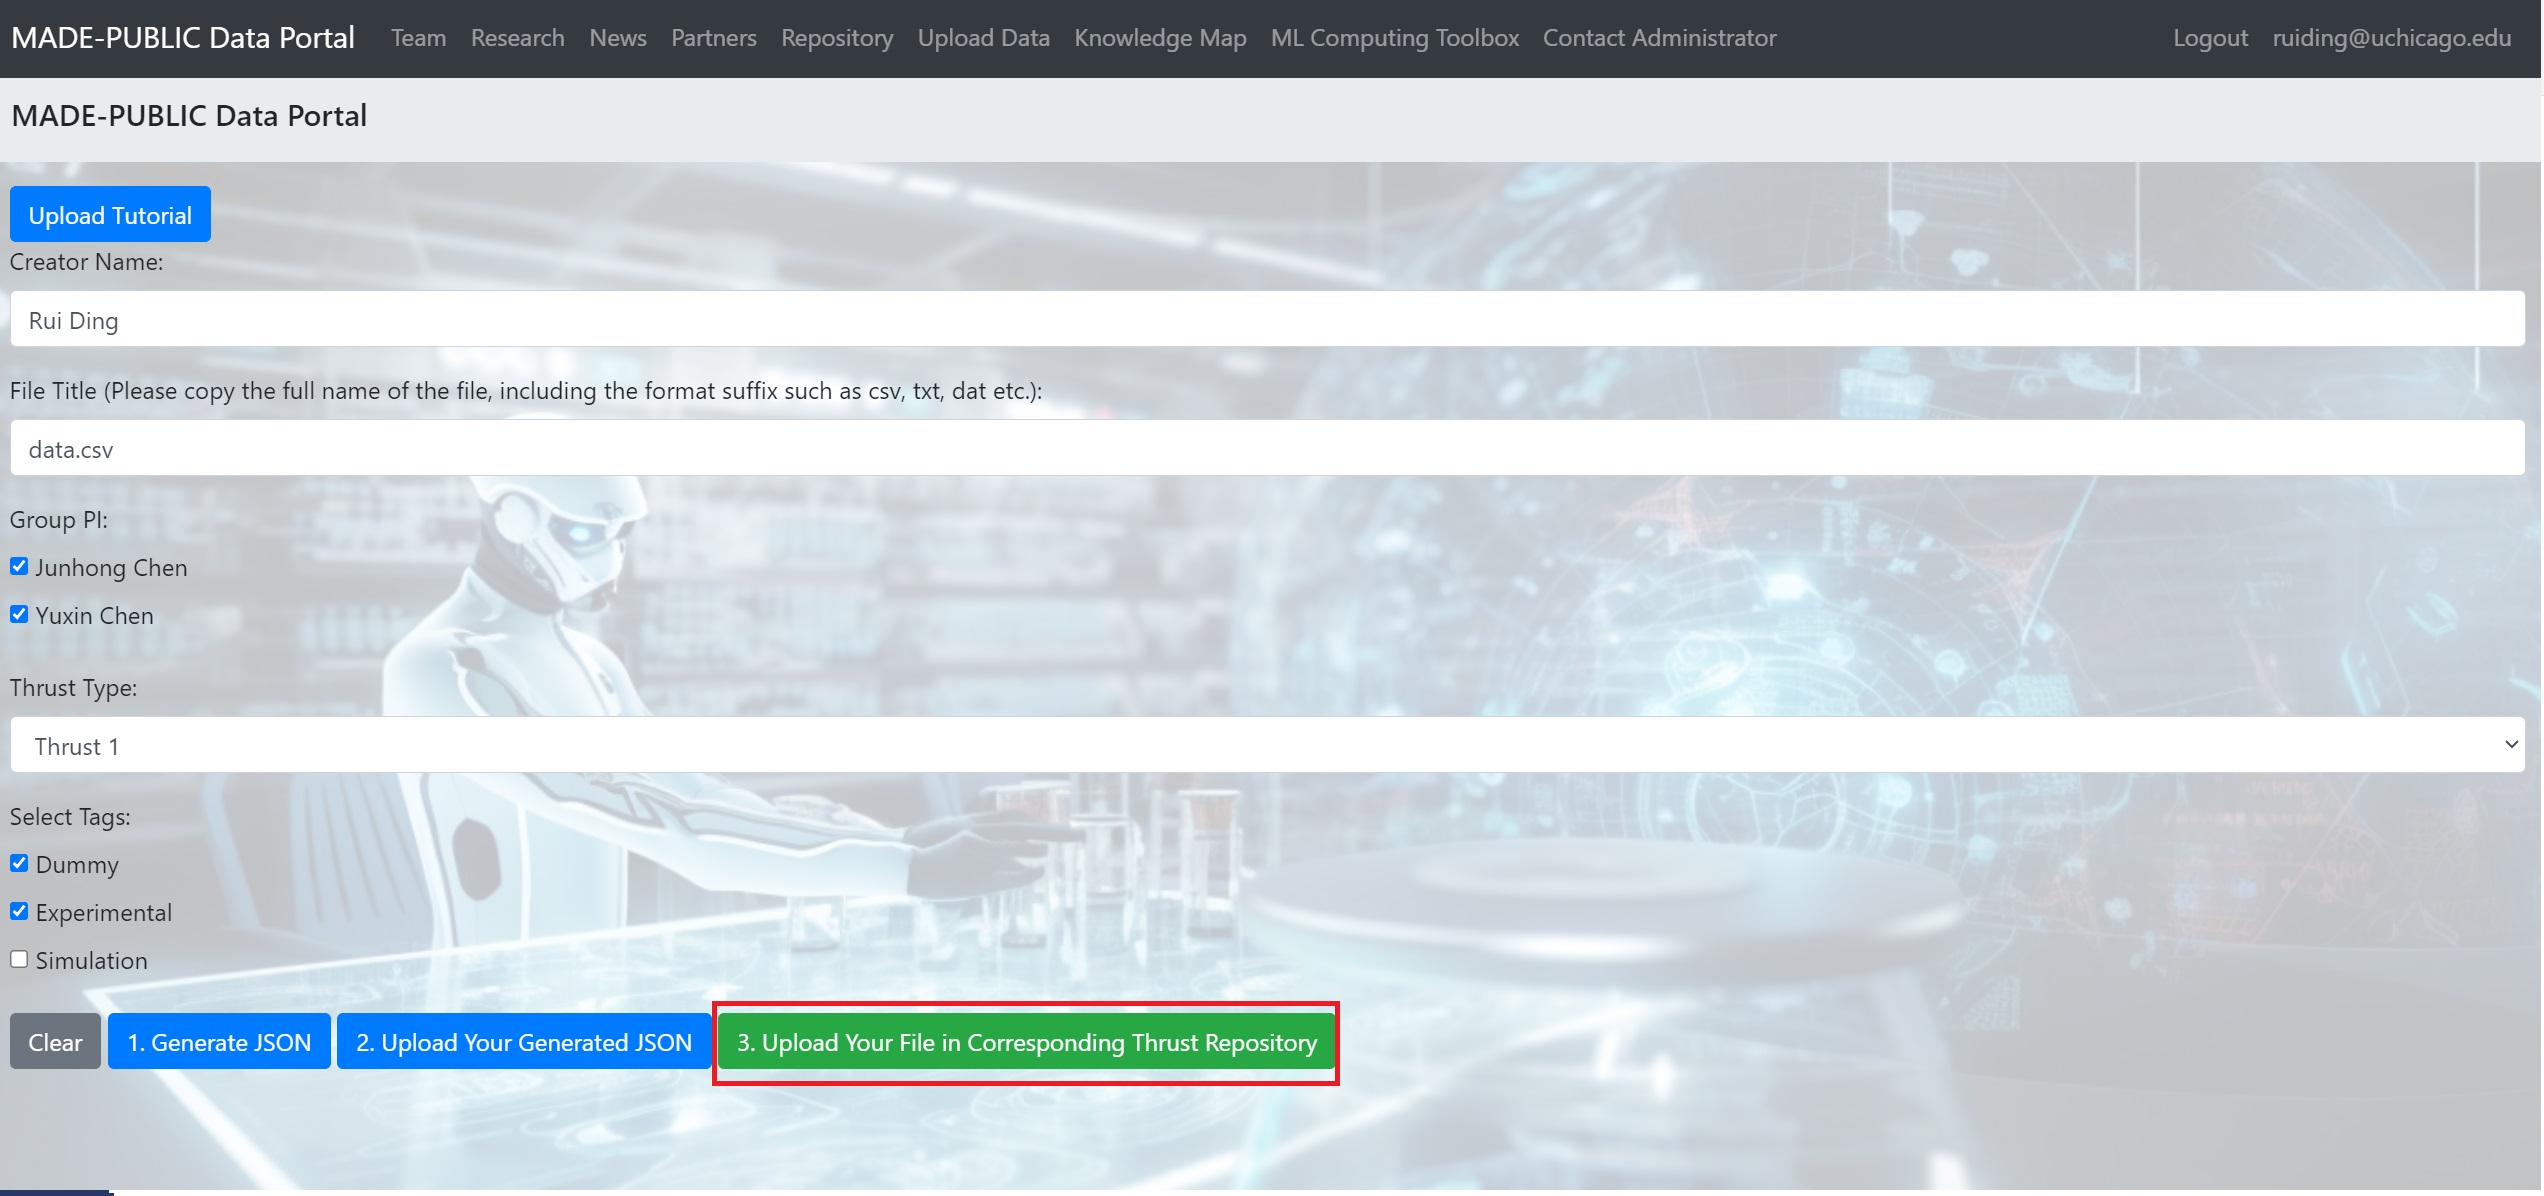 MADE-PUBLIC Data Portal Team Research News Partners Repository Upload Data Knowledge Map ML Computing Toolbox Contact Administrator Logout ruiding@uchicago.edu
MADE-PUBLIC Data Portal
Upload Tutorial
Creator Name:
Rui Ding
File Title (Please copy the full name of the file, including the format suffix such as csv, txt, dat etc.):
data.csv
Group PI:
Junhong Chen
Yuxin Chen
Thrust Type:
Thrust 1
Select Tags:
Dummy
Experimental
Simulation
Clear 1. Generate JSON 2. Upload Your Generated JSON 3. Upload Your File in Corresponding Thrust Repository